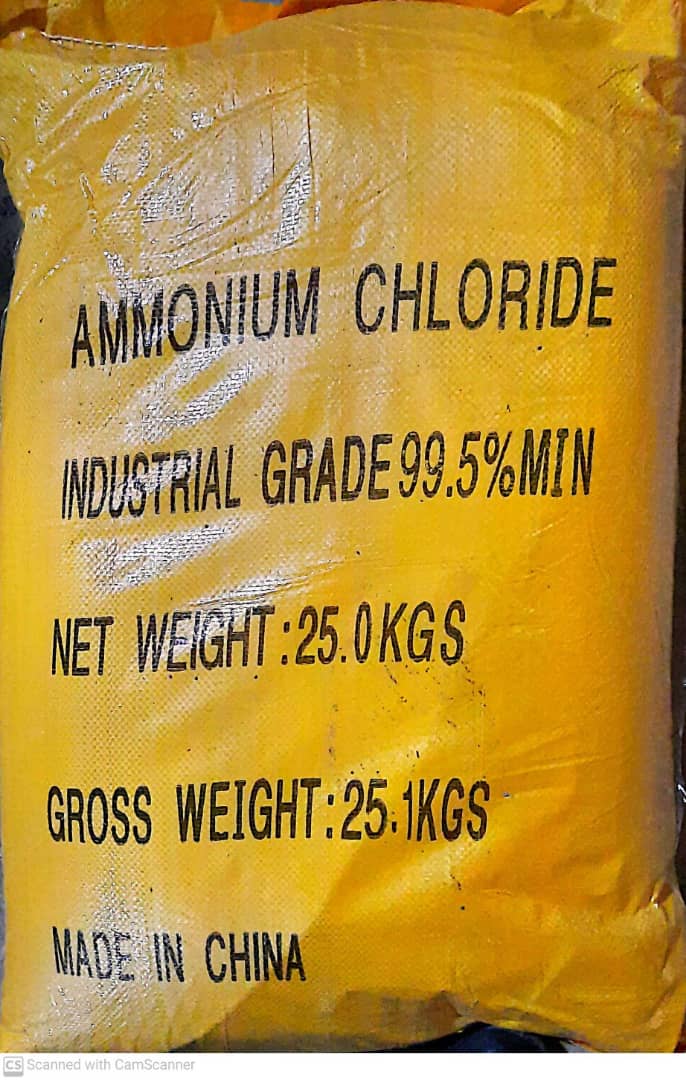 AMMONIUM CHLORIDE
INDUSTRIAL GRADE 99.5% MIN
NET WEIGHT:25.0KGS
GROSS WEIGHT:25.1KGS
MADE IN CHINA
CS Scanned with CamScanner